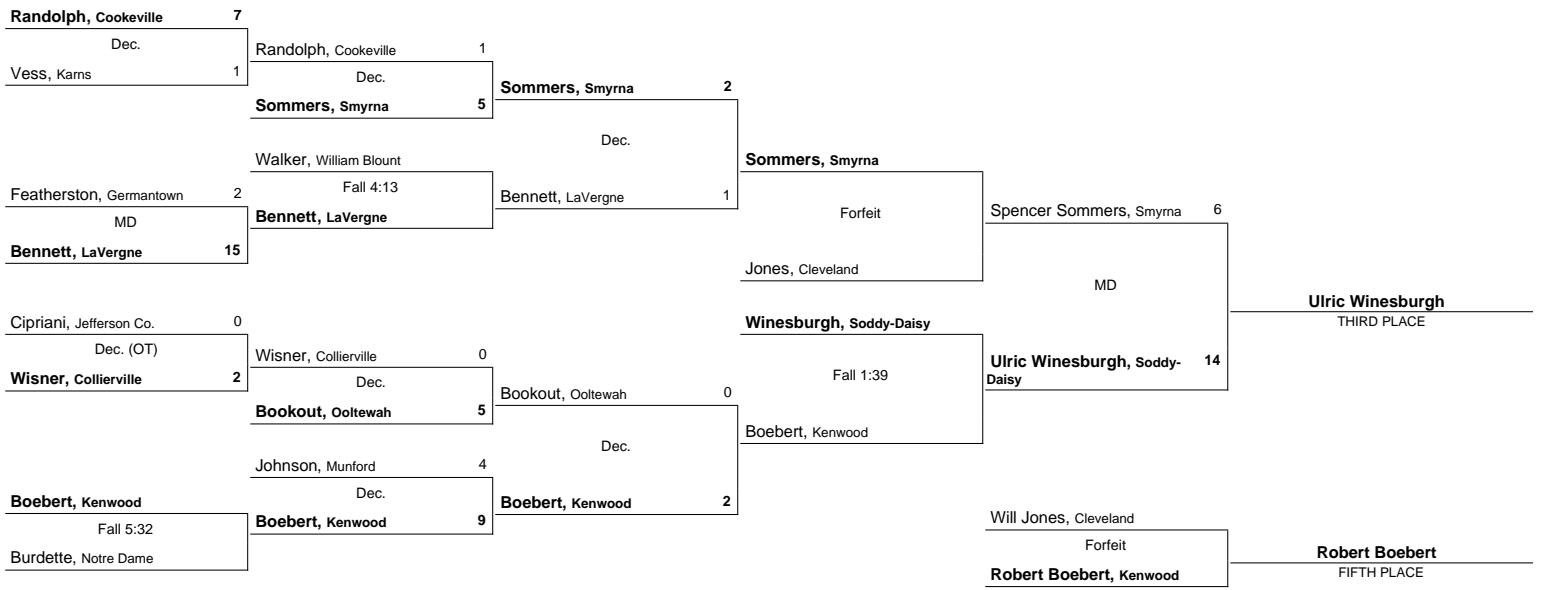 Randolph, Cookeville 7
Dec.
Vess, Karns 1
Featherston, Germantown 2
MD
Bennett, LaVergne 15
Cipriani, Jefferson Co. 0
Dec. (OT)
Wisner, Collierville 2
Boebert, Kenwood
Fall 5:32
Burdette, Notre Dame
Randolph, Cookeville 1
Dec.
Sommers, Smyrna 5
Walker, William Blount
Fall 4:13
Bennett, LaVergne
Wisner, Collierville 0
Dec.
Bookout, Ooltewah 5
Johnson, Munford 4
Dec.
Boebert, Kenwood 9
Sommers, Smyrna 2
Dec.
Bennett, LaVergne 1
Bookout, Ooltewah 0
Dec.
Boebert, Kenwood 2
Sommers, Smyrna
Forfeit
Jones, Cleveland
Winesburgh, Soddy-Daisy
Fall 1:39
Boebert, Kenwood
Spencer Sommers, Smyrna 6
MD
Ulric Winesburgh, Soddy- 14
Daisy
Will Jones, Cleveland
Forfeit
Robert Boebert, Kenwood
Ulric Winesburgh
THIRD PLACE
Robert Boebert
FIFTH PLACE